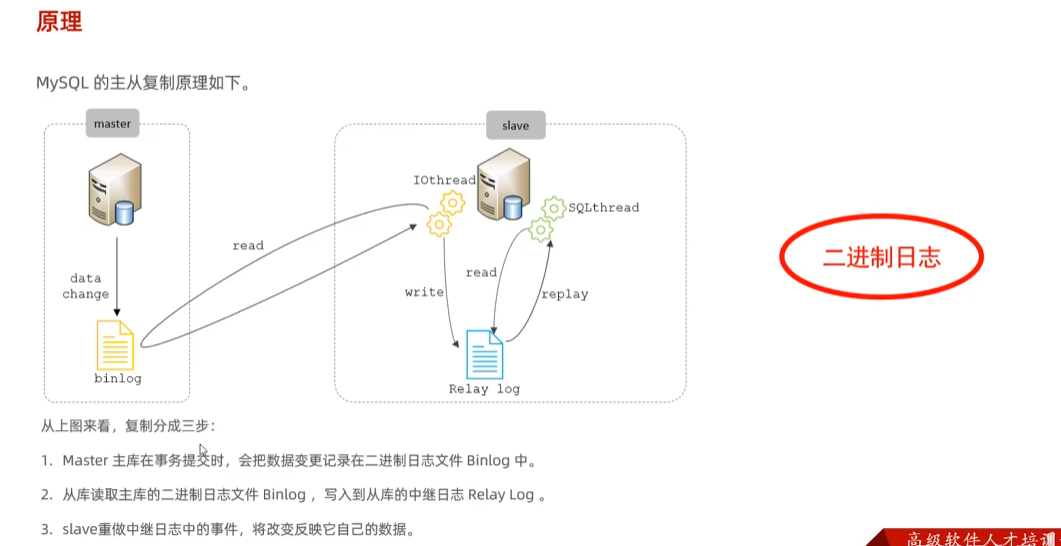 原理
MySQL 的主从复制原理如下。
master
slave
IOthread
SQLthread
read
data
change
read
write
replay
binlog
Relay log
二进制日志
从上图来看，复制分成三步：
1. Master 主库在事务提交时，会把数据变更记录在二进制日志文件 Binlog 中。
2. 从库读取主库的二进制日志文件 Binlog ，写入到从库的中继日志 Relay Log 。
3. slave重做中继日志中的事件，将改变反映它自己的数据。
高级软件人才培训